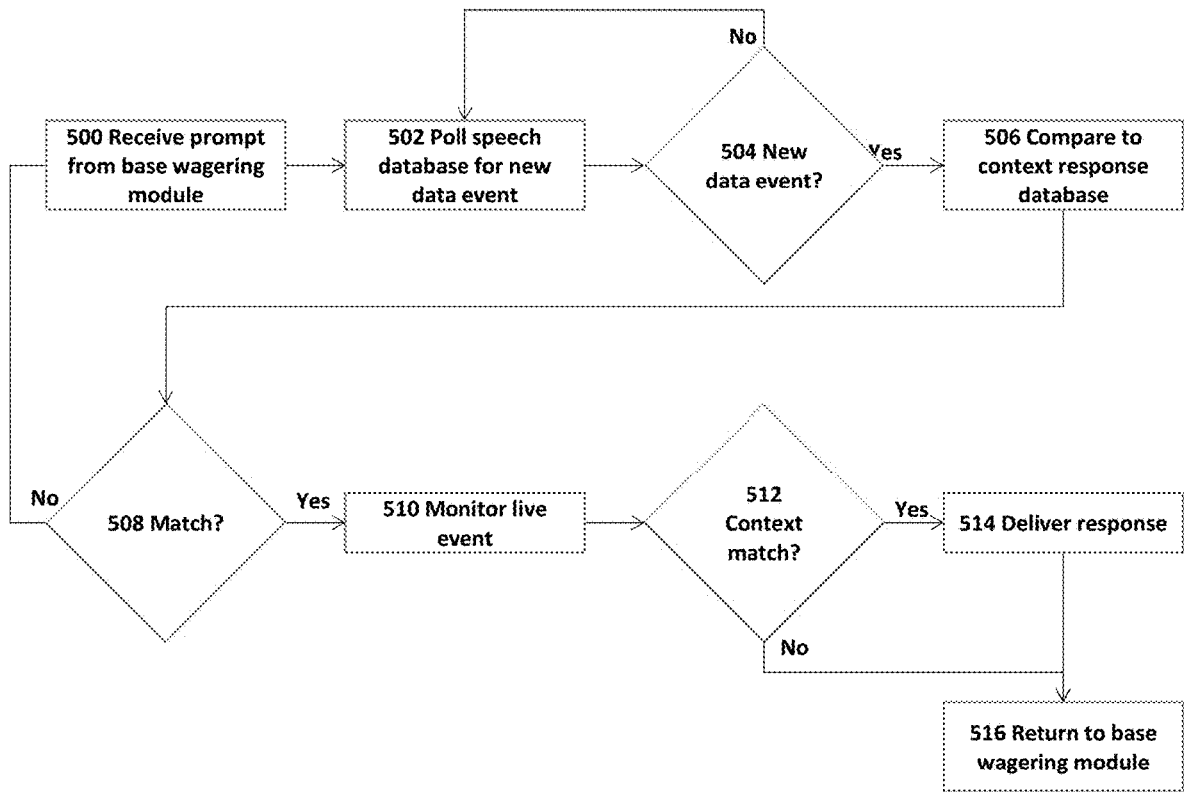 No
500 Receive prompt
from base wagering
module
502 Poll speech
database for new
data event
504 New
data event?
Yes
506 Compare to
context response
database
No
508 Match?
Yes
510 Monitor live
event
512
Context
match?
Yes
514 Deliver response
No
516 Return to base
wagering module